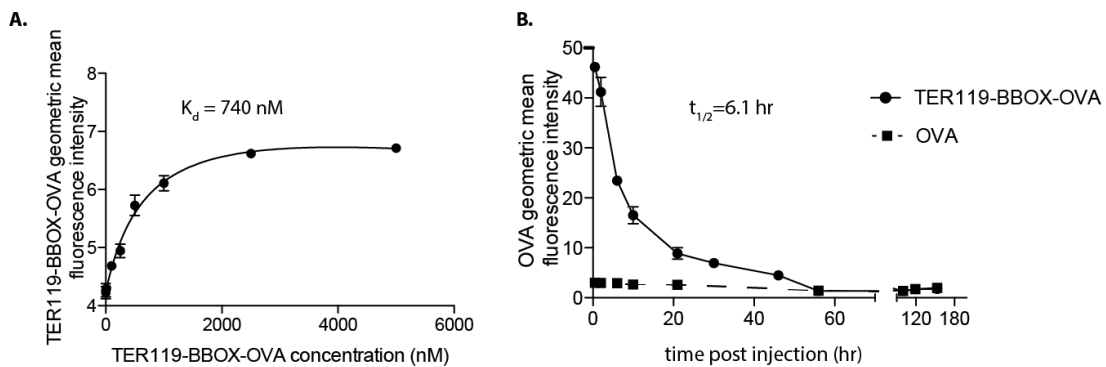 A.
TER119-BBOX-OVA geometric mean
fluorescence intensity
8
7
6
5
4
K_d = 740 nM
0
2000
4000
6000
TER119-BBOX-OVA concentration (nM)
B.
OVA geometric mean
fluorescence intensity
50
40
30
20
10
0
t_1/2=6.1 hr
0
20
40
60
120
180
time post injection (hr)
TER119-BBOX-OVA
OVA